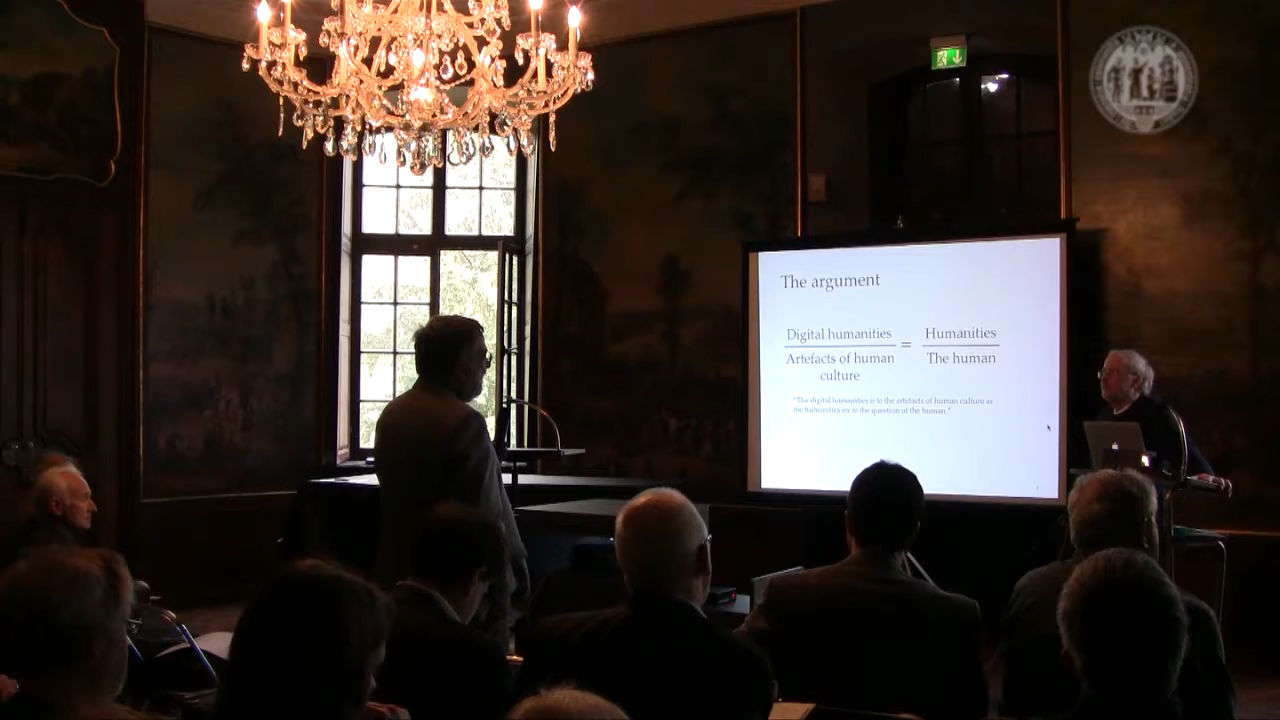 The argument
Digital humanities
Artefacts of human
culture
=
Humanities
The human
"The digital humanities is to the artefacts of human culture as
the humanities are to the question of the human."